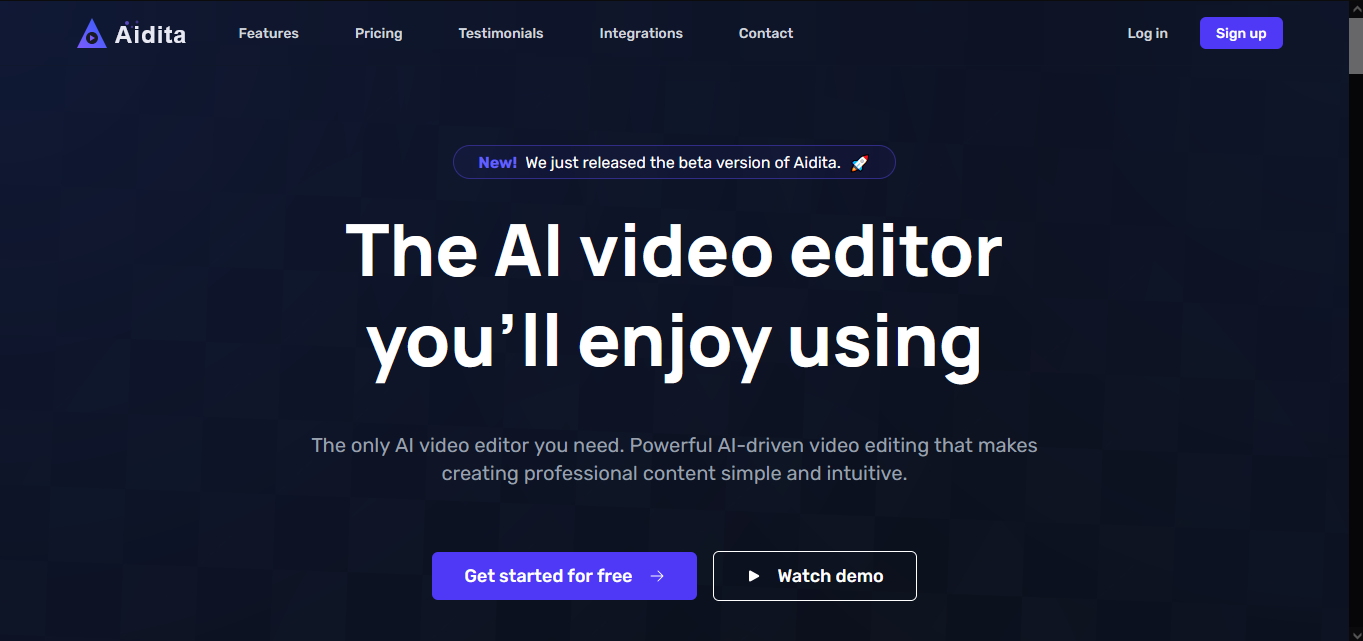 Aidita
Features
Pricing
Testimonials
Integrations
Contact
Log in
Sign up
New! We just released the beta version of Aidita. 🚀
The AI video editor
you’ll enjoy using
The only AI video editor you need. Powerful AI-driven video editing that makes
creating professional content simple and intuitive.
Get started for free →
Watch demo